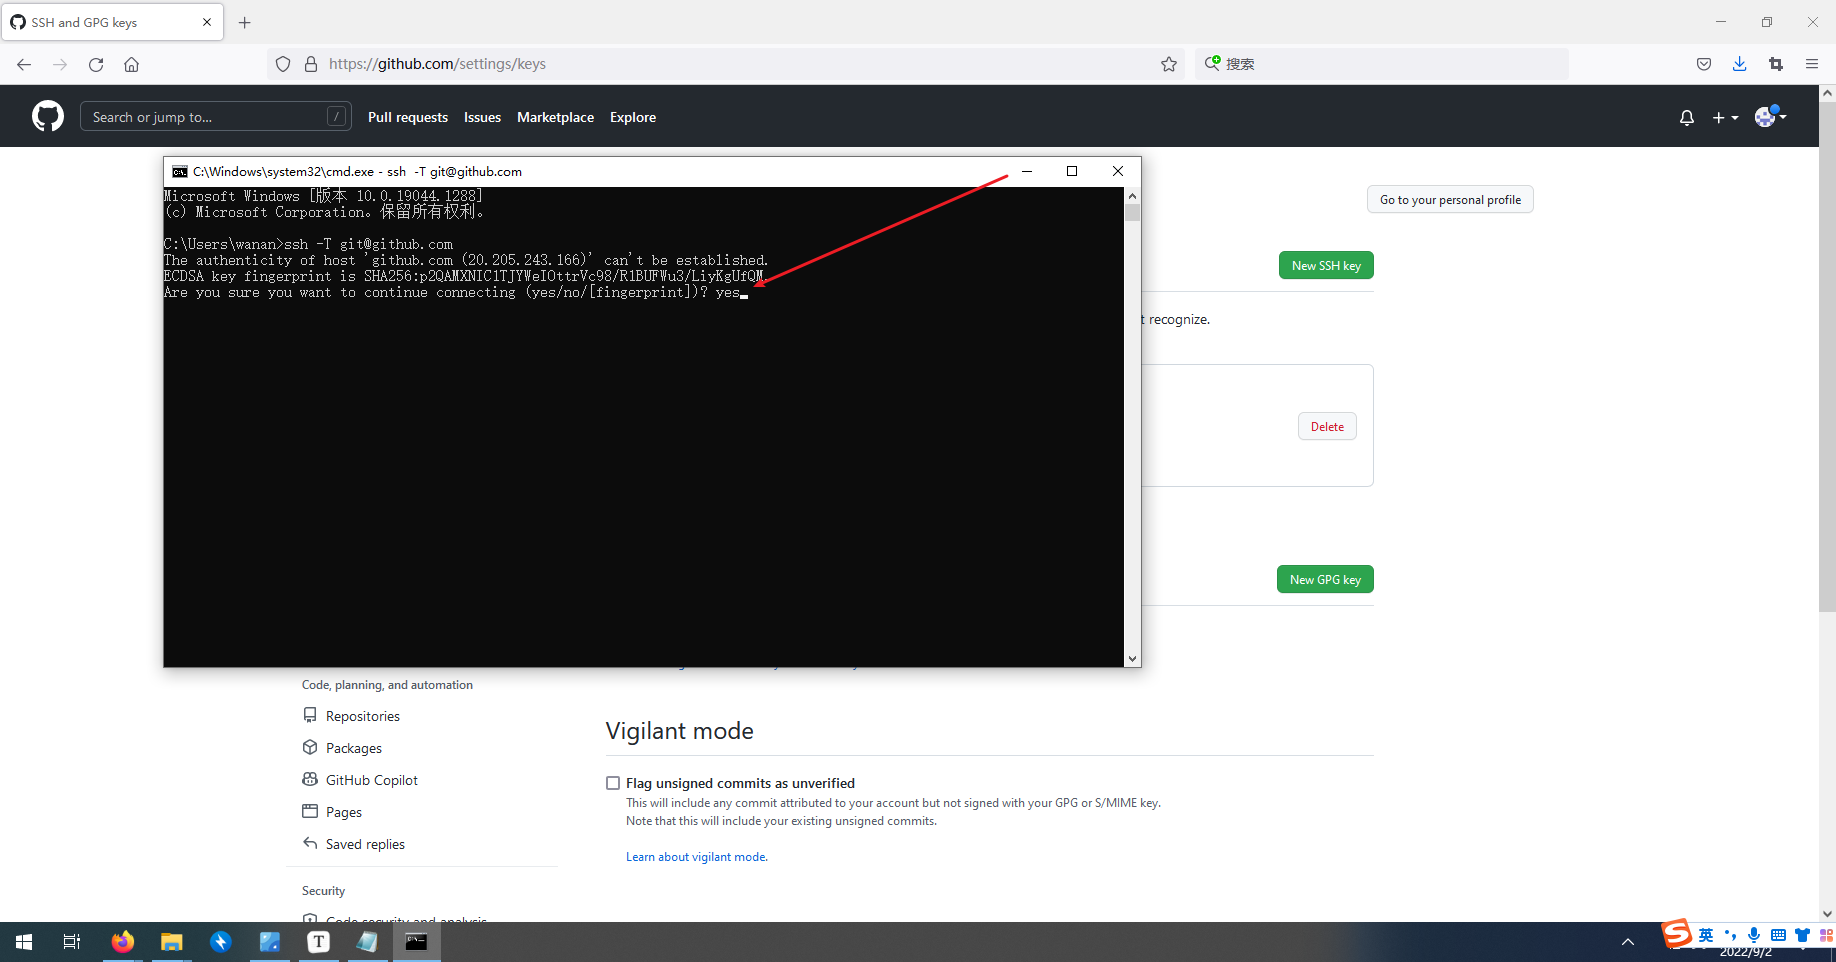 SSH and GPG keys
https://github.com/settings/keys
搜索
Search or jump to...
/
Pull requests
Issues
Marketplace
Explore
C:\Windows\system32\cmd.exe - ssh -T git@github.com
Microsoft Windows [版本 10.0.19044.1288]
(c) Microsoft Corporation。保留所有权利。
C:\Users\wanan>ssh -T git@github.com
The authenticity of host 'github.com (20.205.243.166)' can't be established.
ECDSA key fingerprint is SHA256:p2QAMXNIC1TJYWeIOttrVc98/R1BUFWu3/LiyKgUfQM.
Are you sure you want to continue connecting (yes/no/[fingerprint])? yes
Go to your personal profile
New SSH key
t recognize.
Delete
New GPG key
Code, planning, and automation
Repositories
Packages
GitHub Copilot
Pages
Saved replies
Security
Code security and analysis
Vigilant mode
Flag unsigned commits as unverified
This will include any commit attributed to your account but not signed with your GPG or S/MIME key.
Note that this will include your existing unsigned commits.
Learn about vigilant mode.
T
S
英
2022/9/2